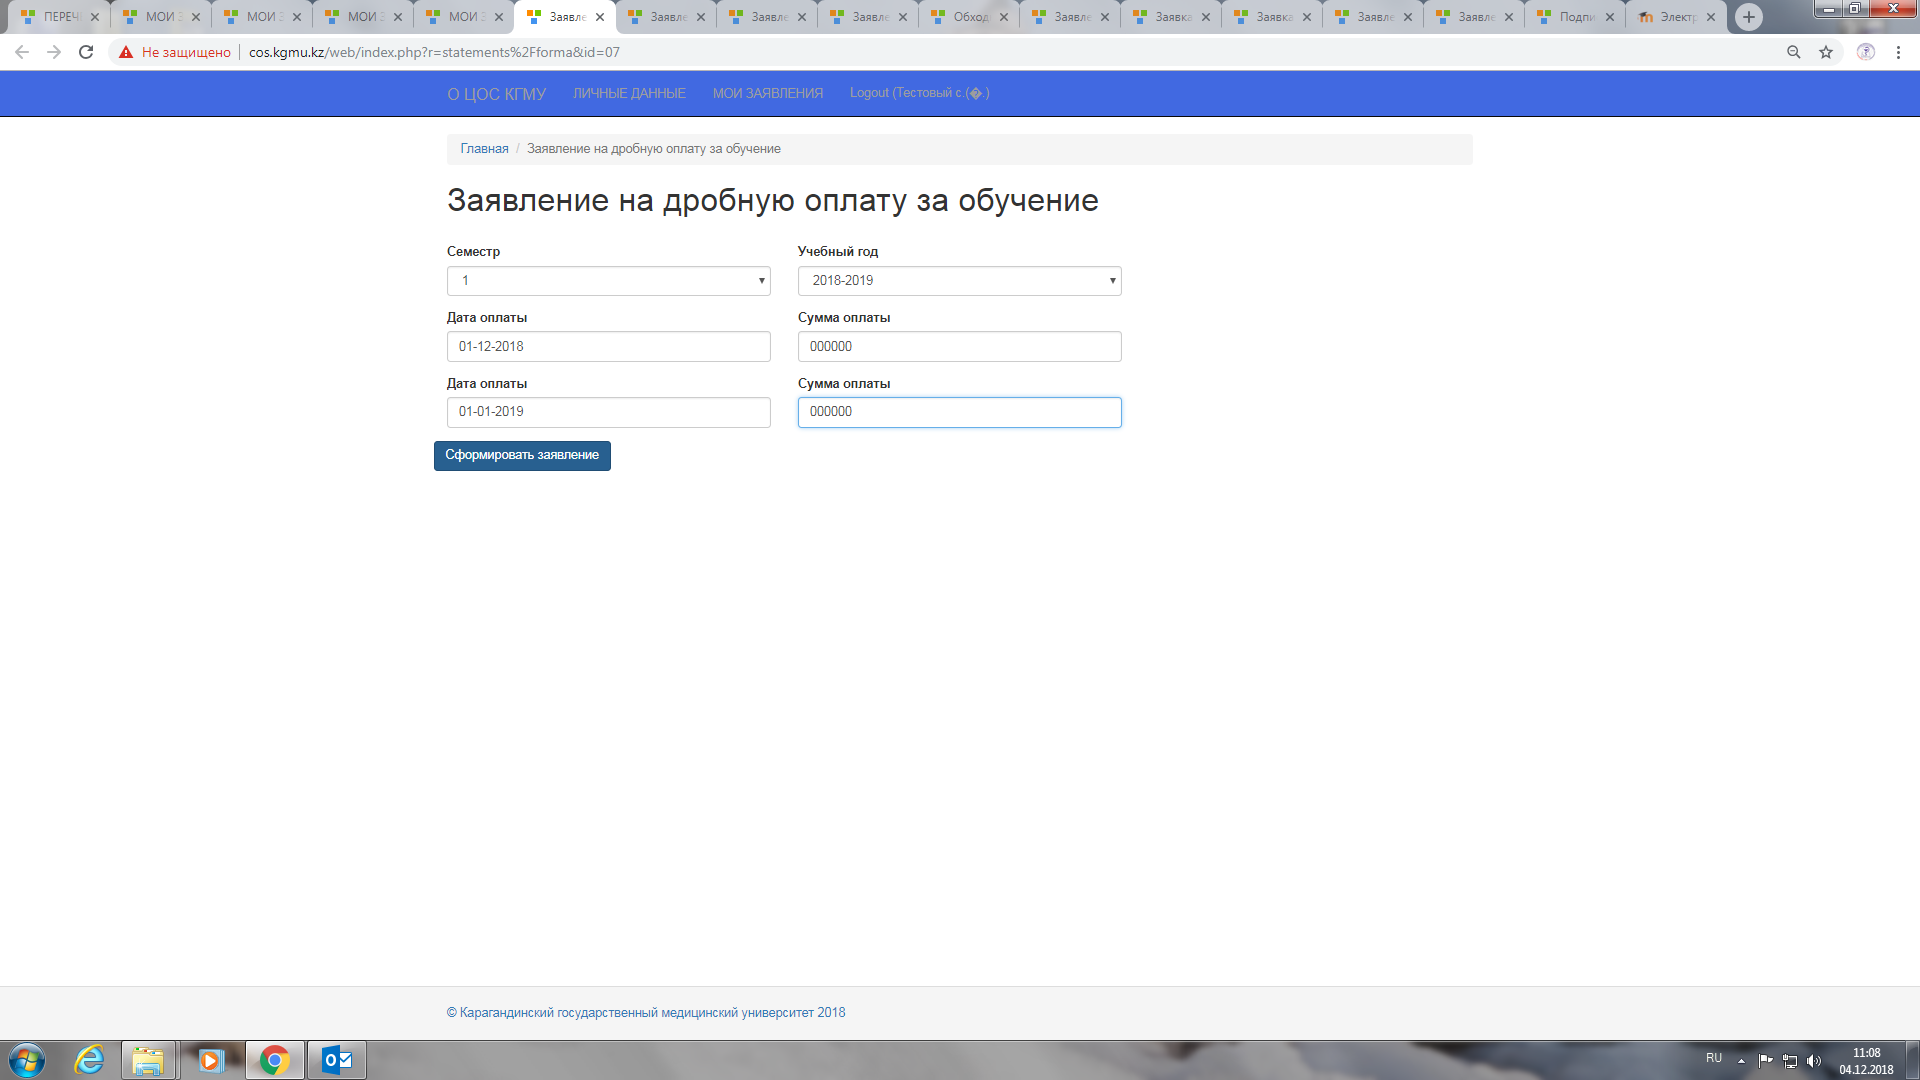 ПЕРЕЧ МОИ З МОИ З МОИ З МОИ З Заявле Заявле Заявле Заявле Обход Заявле Заявка Заявка Заявле Заявле Подпи Электр
Не защищено cos.kgmu.kz/web/index.php?r=statements%2Fforma&id=07
О ЦОС КГМУ ЛИЧНЫЕ ДАННЫЕ МОИ ЗАЯВЛЕНИЯ Logout (Тестовый с.(�.)
Главная / Заявление на дробную оплату за обучение
Заявление на дробную оплату за обучение
Семестр Учебный год
1 2018-2019
Дата оплаты Сумма оплаты
01-12-2018 000000
Дата оплаты Сумма оплаты
01-01-2019 000000
Сформировать заявление
© Карагандинский государственный медицинский университет 2018
RU 11:08
04.12.2018